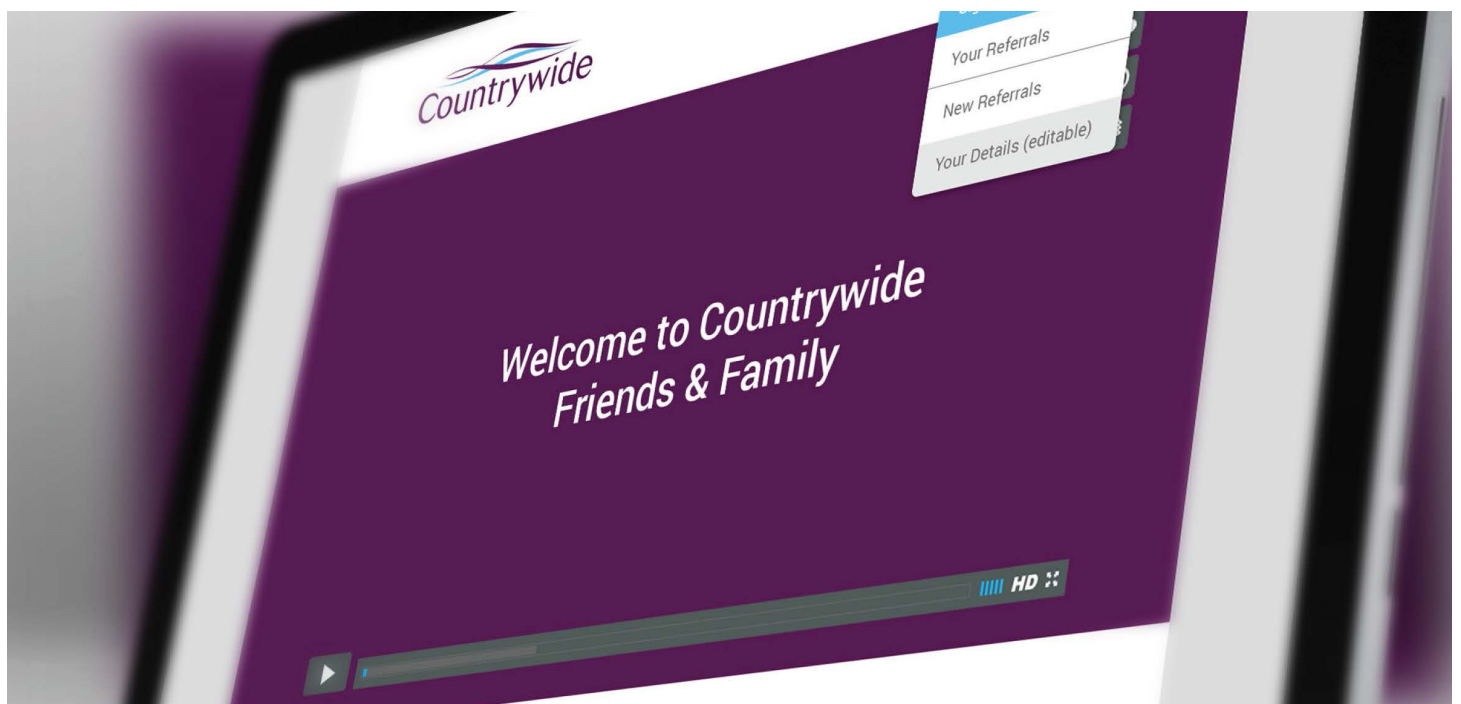 Countrywide
Your Referrals
New Referrals
Your Details (editable)
Welcome to Countrywide
Friends & Family
HD